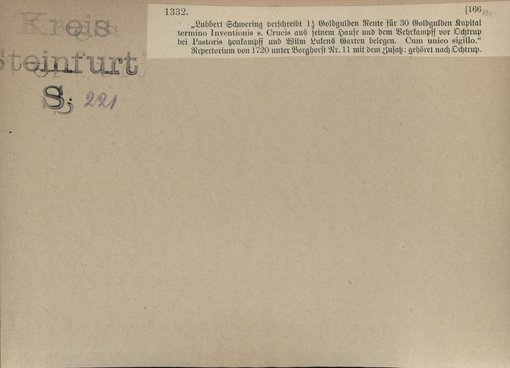 Kreis
Steinfurt
S. 221
1332. [166
„Lubbert Schwering verschreibt 1½ Goldgulden Rente für 30 Goldgulden Kapital
termino Inventionis s. Crucis aus seinem Hause und dem Vehrkampff vor Ochtrup
bei Pastoris honkampff und Wilm Lukens Garten belegen. Cum unico sigillo.“
Repertorium von 1720 unter Borghorst Nr. 11 mit dem Zusatz: gehöret nach Ochtrup.